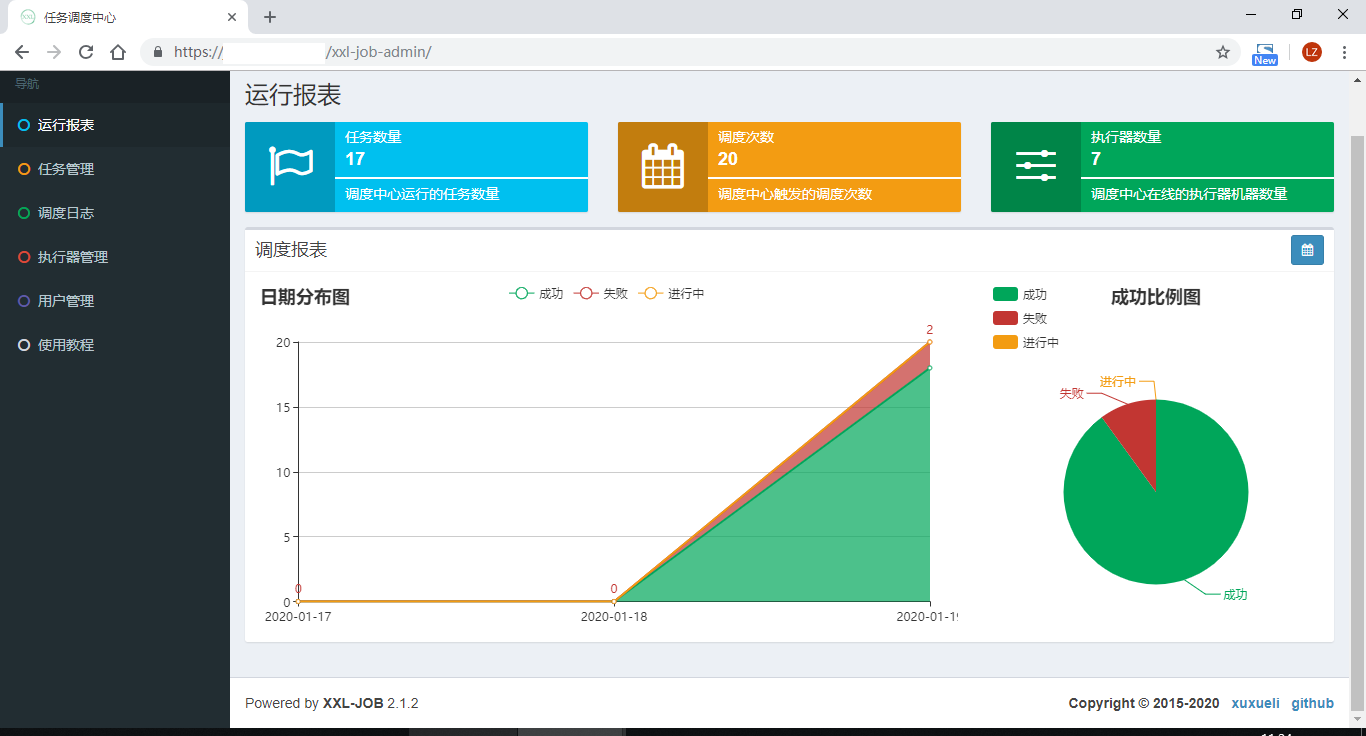 任务调度中心
https://
/xxl-job-admin/
New
LZ
导航
运行报表
任务管理
调度日志
执行器管理
用户管理
使用教程
运行报表
任务数量
17
调度中心运行的任务数量
调度次数
20
调度中心触发的调度次数
执行器数量
7
调度中心在线的执行器机器数量
调度报表
日期分布图
成功 失败 进行中
2
20
15
10
5
0
0
0
2020-01-17 2020-01-18 2020-01-19
成功比例图
成功
失败
进行中
进行中
失败
成功
Powered by XXL-JOB 2.1.2
Copyright © 2015-2020 xuxueli github